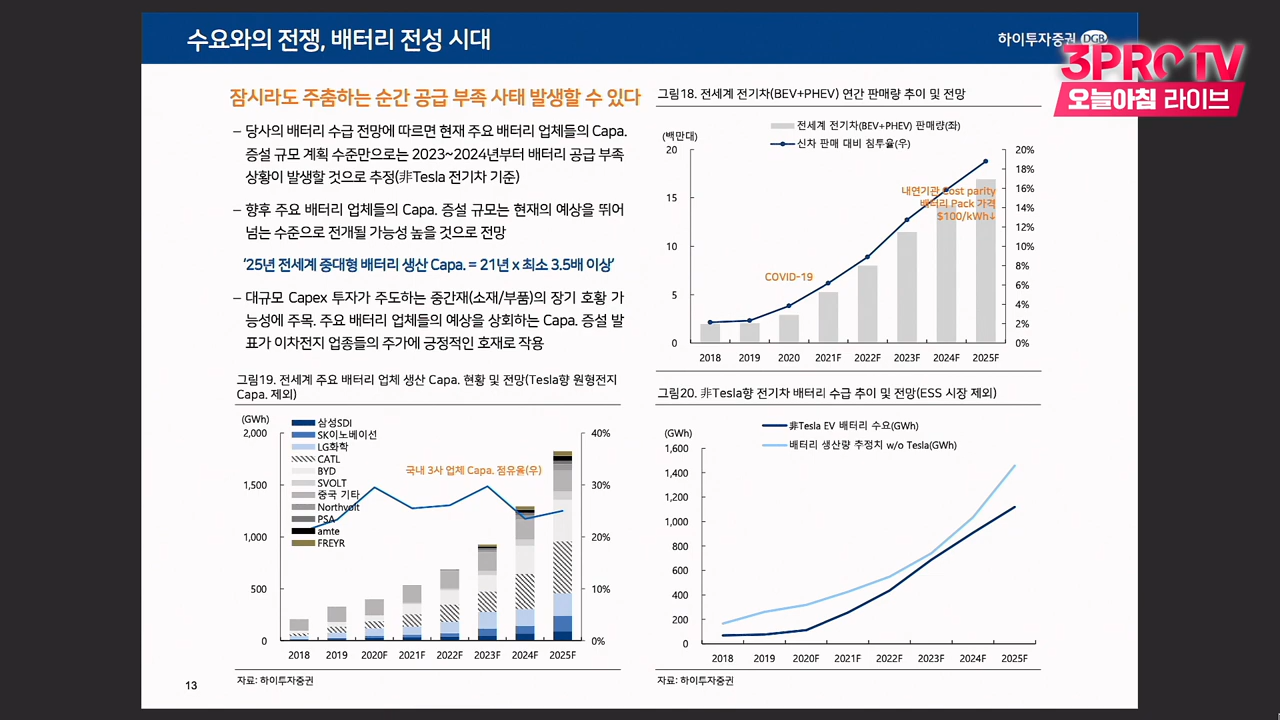 수요와의 전쟁, 배터리 전성 시대
하이투자증권 DGB
3PROTV
오늘아침 라이브
잠시라도 주춤하는 순간 공급 부족 사태 발생할 수 있다
– 당사의 배터리 수급 전망에 따르면 현재 주요 배터리 업체들의 Capa.
증설 규모 계획 수준만으로는 2023~2024년부터 배터리 공급 부족
상황이 발생할 것으로 추정(非Tesla 전기차 기준)
– 향후 주요 배터리 업체들의 Capa. 증설 규모는 현재의 예상을 뛰어
넘는 수준으로 전개될 가능성 높을 것으로 전망
‘25년 전세계 중대형 배터리 생산 Capa. = 21년 x 최소 3.5배 이상’
– 대규모 Capex 투자가 주도하는 중간재(소재/부품)의 장기 호황 가
능성에 주목. 주요 배터리 업체들의 예상을 상회하는 Capa. 증설 발
표가 이차전지 업종들의 주가에 긍정적인 호재로 작용
그림18. 전세계 전기차(BEV+PHEV) 연간 판매량 추이 및 전망
(백만대)
전세계 전기차(BEV+PHEV) 판매량(좌)
신차 판매 대비 침투율(우)
20
15
10
5
0
20%
18%
16%
14%
12%
10%
8%
6%
4%
2%
0%
내연기관 Cost parity
배터리 Pack 가격
$100/kWh↓
COVID-19
2018 2019 2020 2021F 2022F 2023F 2024F 2025F
그림19. 전세계 주요 배터리 업체 생산 Capa. 현황 및 전망(Tesla향 원형전지
Capa. 제외)
(GWh)
2,000
1,500
1,000
500
0
삼성SDI
SK이노베이션
LG화학
CATL
BYD
SVOLT
중국 기타
Northvolt
PSA
amte
FREYR
국내 3사 업체 Capa. 점유율(우)
40%
30%
20%
10%
0%
2018 2019 2020F 2021F 2022F 2023F 2024F 2025F
자료: 하이투자증권
그림20. 非Tesla향 전기차 배터리 수급 추이 및 전망(ESS 시장 제외)
(GWh)
非Tesla EV 배터리 수요(GWh)
배터리 생산량 추정치 w/o Tesla(GWh)
1,600
1,400
1,200
1,000
800
600
400
200
0
2018 2019 2020F 2021F 2022F 2023F 2024F 2025F
자료: 하이투자증권
13